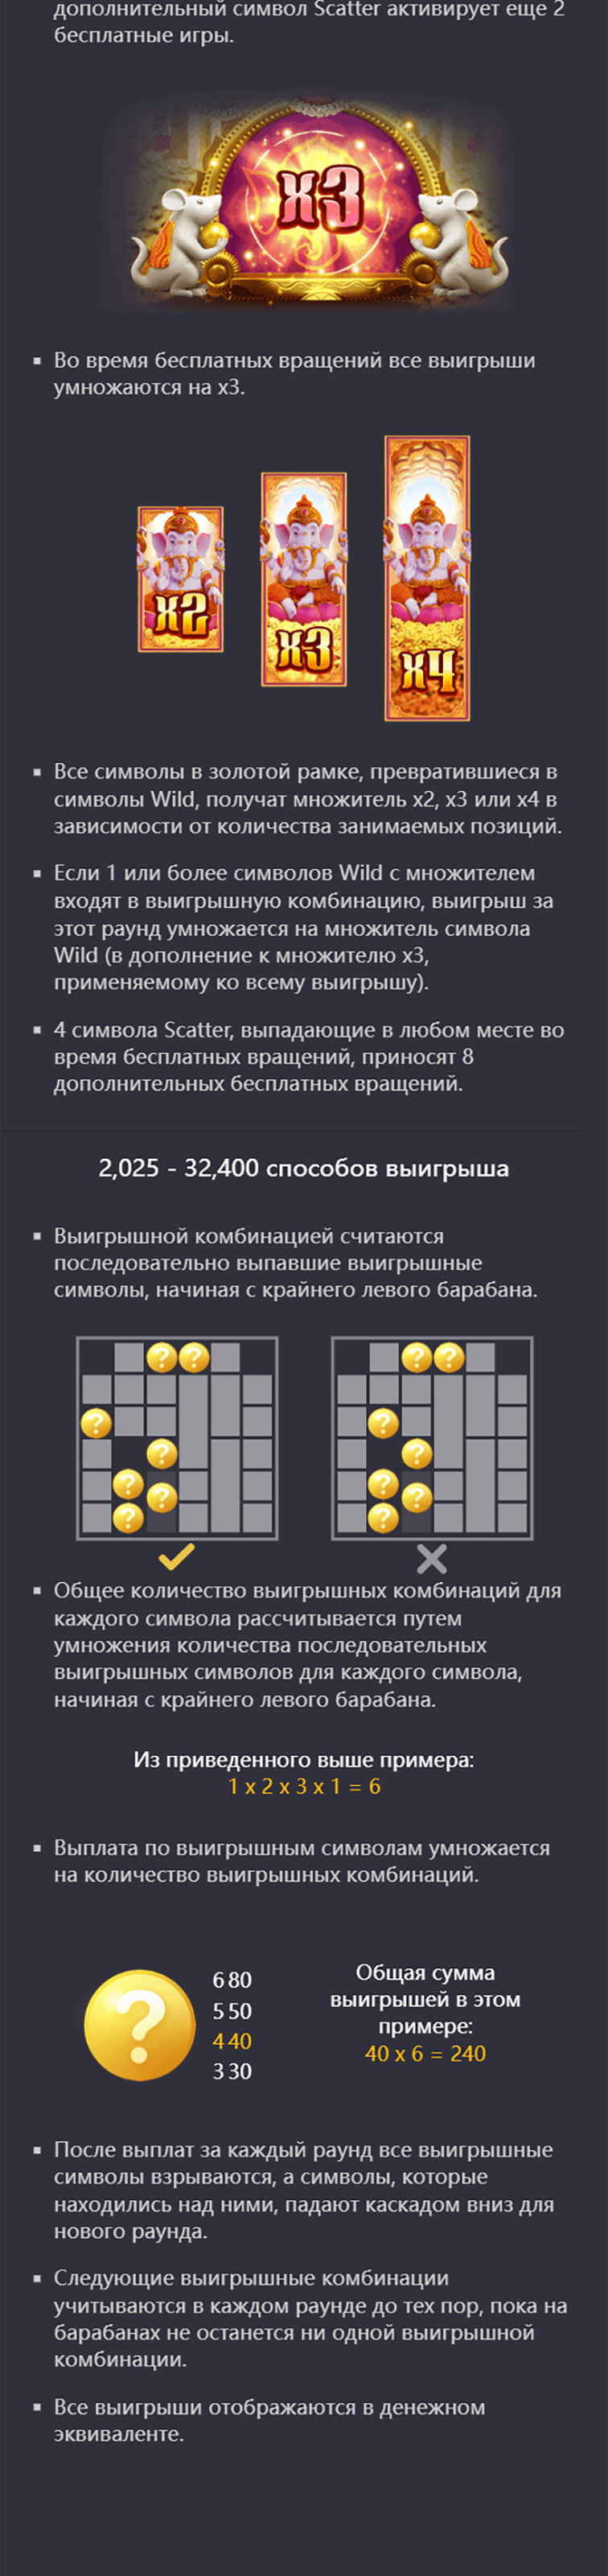 дополнительный символ Scatter активирует еще 2
бесплатные игры.
x3
Во время бесплатных вращений все выигрыши
умножаются на x3.
x2
x3
x4
Все символы в золотой рамке, превратившиеся в
символы Wild, получат множитель x2, x3 или x4 в
зависимости от количества занимаемых позиций.
Если 1 или более символов Wild с множителем
входят в выигрышную комбинацию, выигрыш за
этот раунд умножается на множитель символа
Wild (в дополнение к множителю x3,
применяемому ко всему выигрышу).
4 символа Scatter, выпадающие в любом месте во
время бесплатных вращений, приносят 8
дополнительных бесплатных вращений.
2,025 - 32,400 способов выигрыша
Выигрышной комбинацией считаются
последовательно выпавшие выигрышные
символы, начиная с крайнего левого барабана.
? ? ? ?
? ?
? ?
? ?
? ? ? ?
? ?
Общее количество выигрышных комбинаций для
каждого символа рассчитывается путем
умножения количества последовательных
выигрышных символов для каждого символа,
начиная с крайнего левого барабана.
Из приведенного выше примера:
1 x 2 x 3 x 1 = 6
Выплата по выигрышным символам умножается
на количество выигрышных комбинаций.
?
6 80
5 50
4 40
3 30
Общая сумма
выигрышей в этом
примере:
40 x 6 = 240
После выплат за каждый раунд все выигрышные
символы взрываются, а символы, которые
находились над ними, падают каскадом вниз для
нового раунда.
Следующие выигрышные комбинации
учитываются в каждом раунде до тех пор, пока на
барабанах не останется ни одной выигрышной
комбинации.
Все выигрыши отображаются в денежном
эквиваленте.